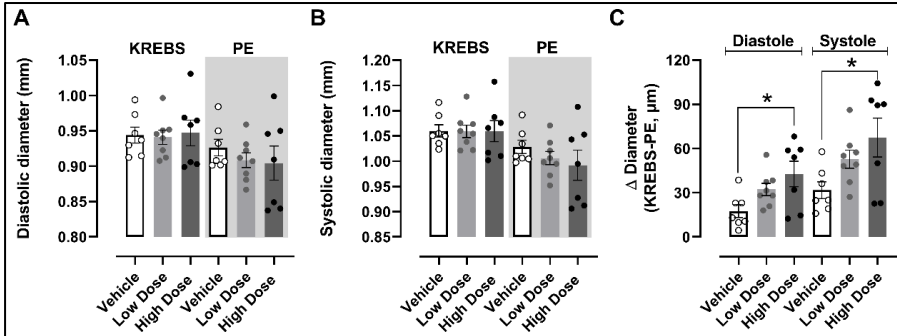 A
KREBS
PE
Diastolic diameter (mm)
1.05
1.00
0.95
0.90
0.85
0.80
Vehicle
Low Dose
High Dose
Vehicle
Low Dose
High Dose
B
KREBS
PE
Systolic diameter (mm)
1.20
1.15
1.10
1.05
1.00
0.95
0.90
0.85
Vehicle
Low Dose
High Dose
Vehicle
Low Dose
High Dose
C
Diastole
Systole
*
*
Δ Diameter
(KREBS-PE, μm)
120
90
60
30
0
Vehicle
Low Dose
High Dose
Vehicle
Low Dose
High Dose